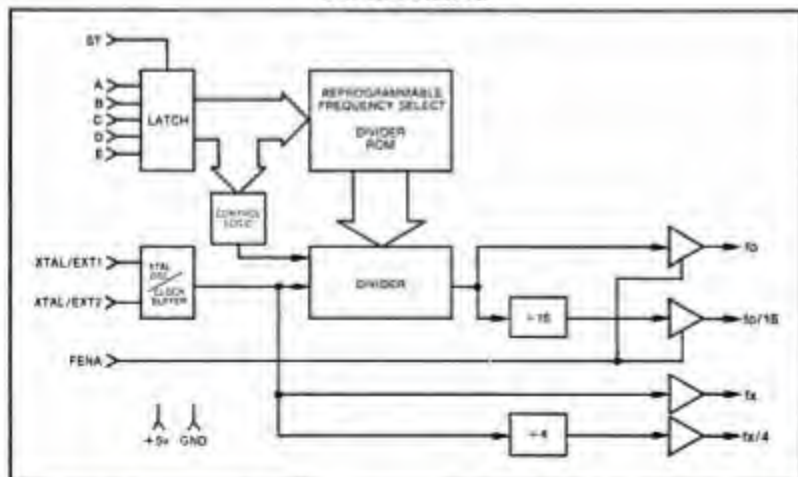 ST
A
B
C
D
E
LATCH
REPROGRAMMABLE
FREQUENCY SELECT
DIVIDER
ROM
CONTROL
LOGIC
XTAL/EXT1
XTAL/EXT2
XTAL
OSC
CLOCK
BUFFER
DIVIDER
fo
÷16
fo/16
FENA
fx
+5v
GND
÷4
fx/4